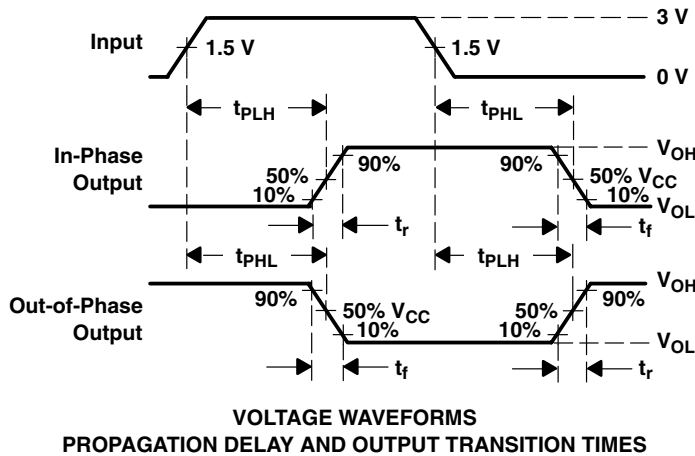 3 V
Input
1.5 V
1.5 V
0 V
tPLH
tPHL
In-Phase
Output
50%
10%
90%
90%
VOH
50% VCC
10%
VOL
tr
tf
tPHL
tPLH
Out-of-Phase
Output
90%
50% VCC
10%
50%
10%
90%
VOH
VOL
tf
tr
VOLTAGE WAVEFORMS
PROPAGATION DELAY AND OUTPUT TRANSITION TIMES